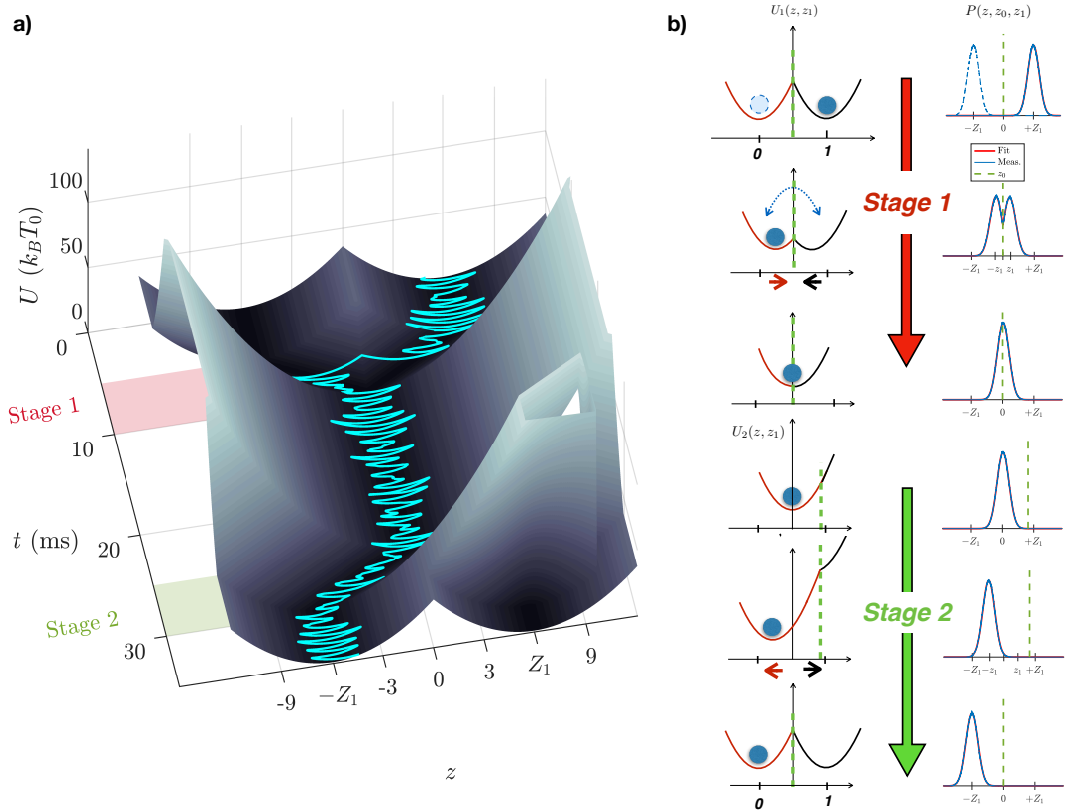 a)
U (k_B T_0)
100
50
0
0
Stage 1
10
t (ms)
20
Stage 2
30
-9
−Z_1
-3
0
3
Z_1
9
z
b)
U_1(z, z_1)
P(z, z_0, z_1)
0
1
−Z_1
0
+Z_1
Stage 1
Fit
Meas.
z_0
−Z_1
−z_1
z_1
+Z_1
−Z_1
0
+Z_1
U_2(z, z_1)
−Z_1
0
+Z_1
Stage 2
−Z_1
−z_1
z_1
+Z_1
0
1
−Z_1
0
+Z_1